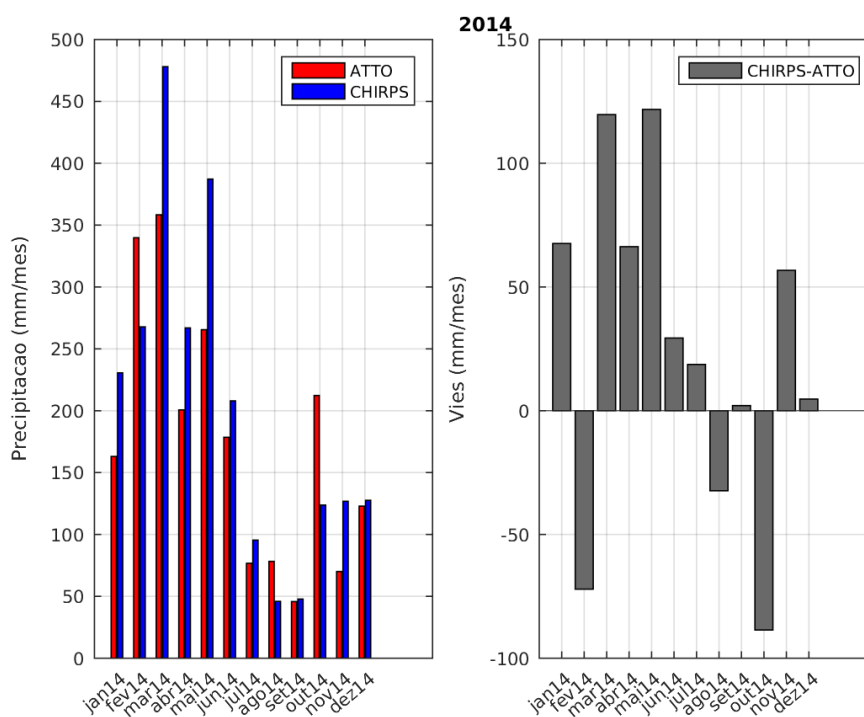 2014
Precipitacao (mm/mes)
500
450
400
350
300
250
200
150
100
50
0
ATTO
CHIRPS
jan14
fev14
mar14
abr14
mai14
jun14
jul14
ago14
set14
out14
nov14
dez14
Vies (mm/mes)
150
100
50
0
-50
-100
CHIRPS-ATTO
jan14
fev14
mar14
abr14
mai14
jun14
jul14
ago14
set14
out14
nov14
dez14